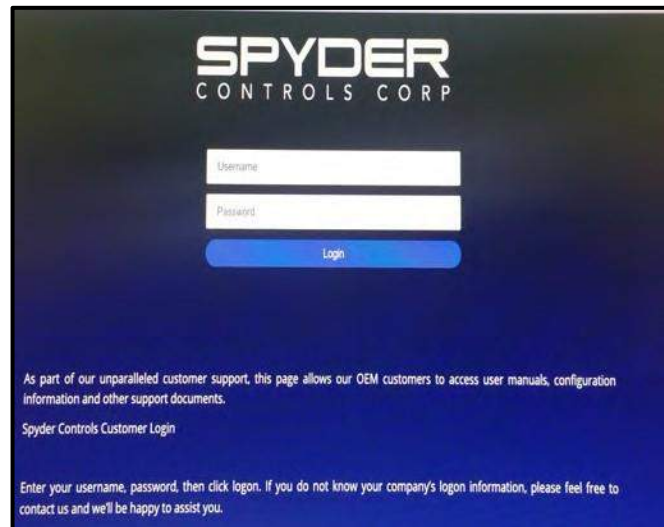 SPYDER
CONTROLS CORP
Username
Password
Login
As part of our unparalleled customer support, this page allows our OEM customers to access user manuals, configuration
information and other support documents.
Spyder Controls Customer Login
Enter your username, password, then click logon. If you do not know your company's logon information, please feel free to
contact us and we'll be happy to assist you.